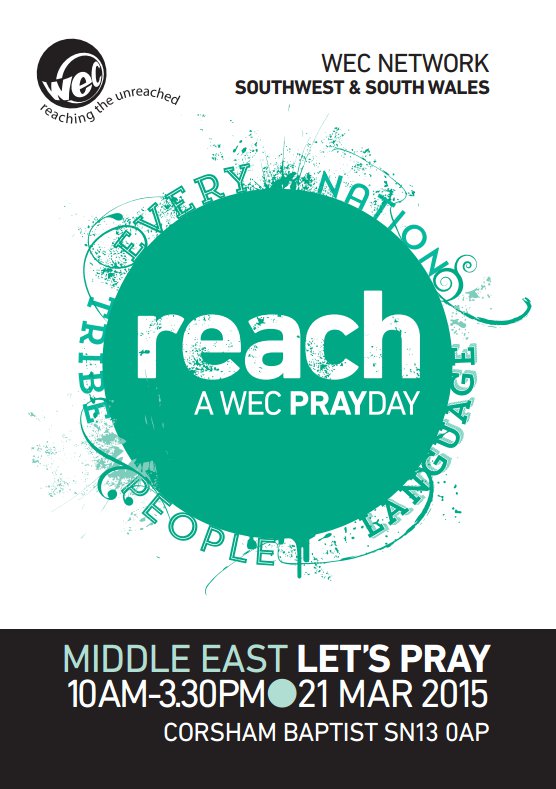 wec
reaching the unreached
WEC NETWORK
SOUTHWEST & SOUTH WALES
EVERY
NATION
TRIBE
reach
A WEC PRAYDAY
LANGUAGE
PEOPLE
MIDDLE EAST LET'S PRAY
10AM-3.30PM●21 MAR 2015
CORSHAM BAPTIST SN13 0AP